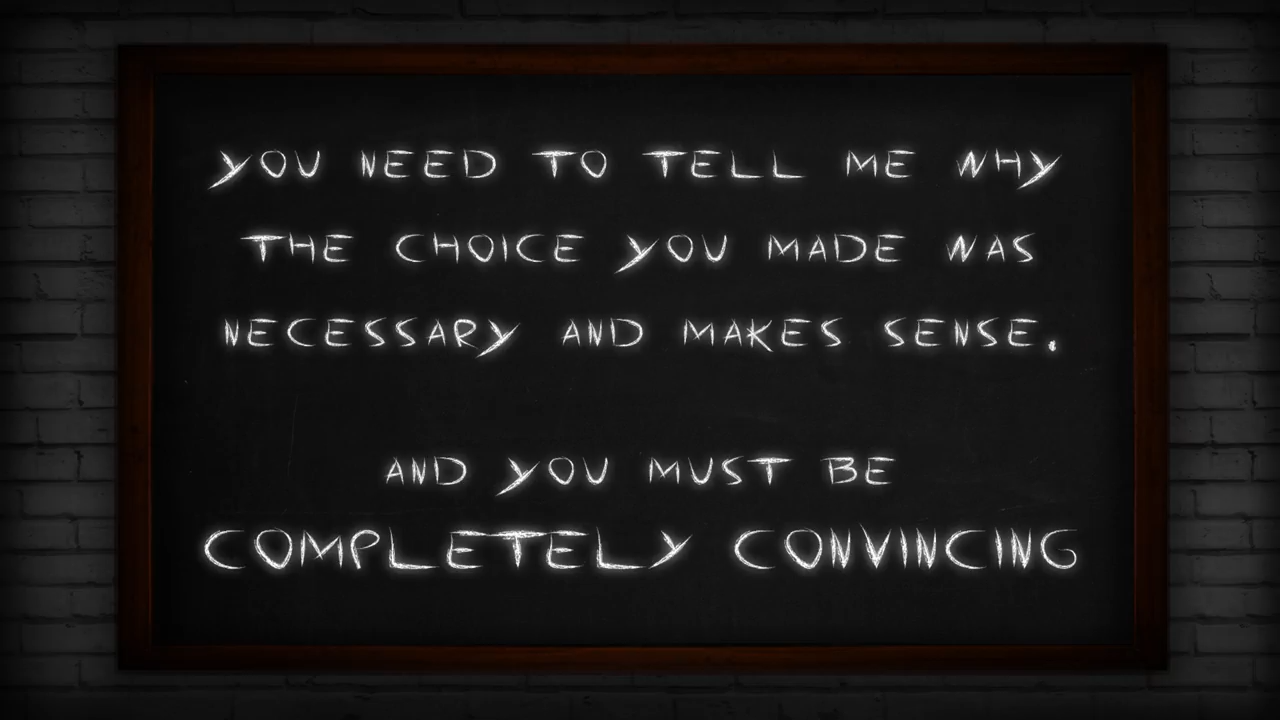 YOU NEED TO TELL ME WHY
THE CHOICE YOU MADE WAS
NECESSARY AND MAKES SENSE.
AND YOU MUST BE
COMPLETELY CONVINCING